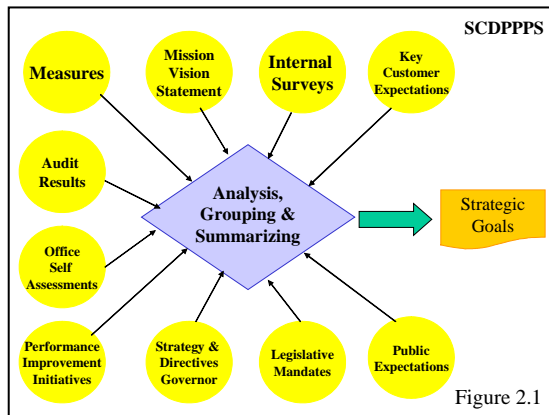 SCDPPPS
Measures
Mission
Vision
Statement
Internal
Surveys
Key
Customer
Expectations
Audit
Results
Analysis,
Grouping &
Summarizing
Strategic
Goals
Office
Self
Assessments
Performance
Improvement
Initiatives
Strategy &
Directives
Governor
Legislative
Mandates
Public
Expectations
Figure 2.1